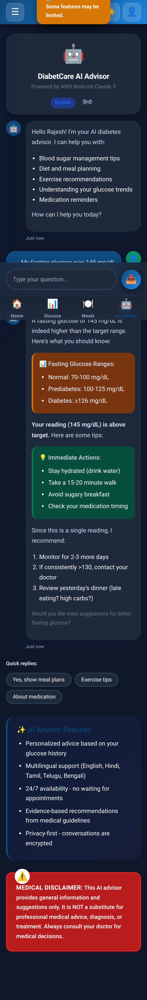 Some features may be
limited.
DiabetCare AI Advisor
Powered by AWS Bedrock Claude 3
English
हिन्दी
Hello Rajesh! I'm your AI diabetes
advisor. I can help you with:
• Blood sugar management tips
• Diet and meal planning
• Exercise recommendations
• Understanding your glucose trends
• Medication reminders
How can I help you today?
Just now
My fasting glucose was 145 mg/dL
Type your question...
Home
Glucose
Meals
AI Advisor
A fasting glucose of 145 mg/dL is
indeed higher than the target range.
Here's what you should know:
📊 Fasting Glucose Ranges:
• Normal: 70-100 mg/dL
• Prediabetes: 100-125 mg/dL
• Diabetes: ≥126 mg/dL
Your reading (145 mg/dL) is above
target. Here are some tips:
💡 Immediate Actions:
• Stay hydrated (drink water)
• Take a 15-20 minute walk
• Avoid sugary breakfast
• Check your medication timing
Since this is a single reading, I
recommend:
1. Monitor for 2-3 more days
2. If consistently >130, contact your
doctor
3. Review yesterday's dinner (late
eating? high carbs?)
Would you like meal suggestions for better
fasting glucose?
Just now
Quick replies:
Yes, show meal plans
Exercise tips
About medication
✨ AI Advisor Features
• Personalized advice based on your
glucose history
• Multilingual support (English, Hindi,
Tamil, Telugu, Bengali)
• 24/7 availability - no waiting for
appointments
• Evidence-based recommendations
from medical guidelines
• Privacy-first - conversations are
encrypted
MEDICAL DISCLAIMER: This AI advisor
provides general information and
suggestions only. It is NOT a substitute for
professional medical advice, diagnosis, or
treatment. Always consult your doctor for
medical decisions.